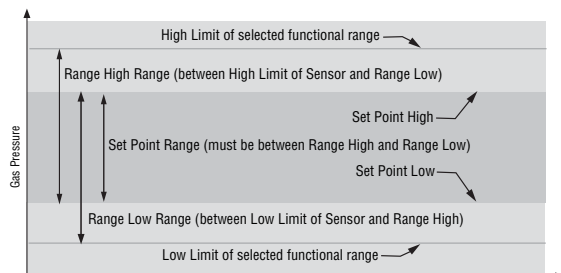 High Limit of selected functional range
Range High Range (between High Limit of Sensor and Range Low)
Set Point High
Set Point Range (must be between Range High and Range Low)
Set Point Low
Range Low Range (between Low Limit of Sensor and Range High)
Low Limit of selected functional range
Gas Pressure